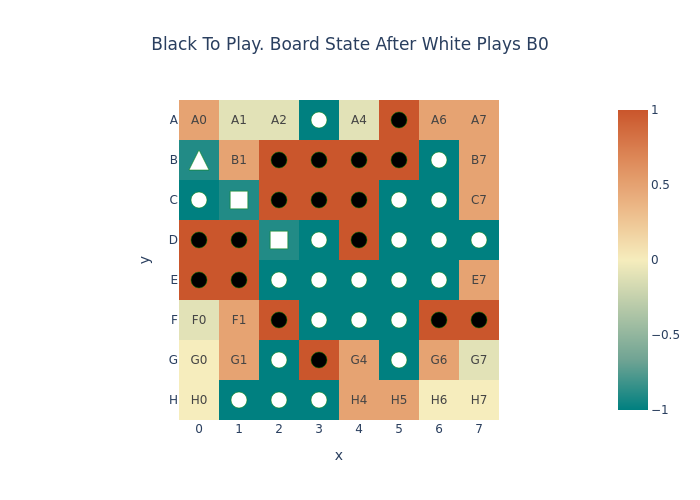 Black To Play. Board State After White Plays B0
A A0 A1 A2 A4 A6 A7
B B1 B7
C C7
D
E E7
F F0 F1
G G0 G1 G4 G6 G7
H H0 H4 H5 H6 H7
0 1 2 3 4 5 6 7
x
y
1
0.5
0
−0.5
−1